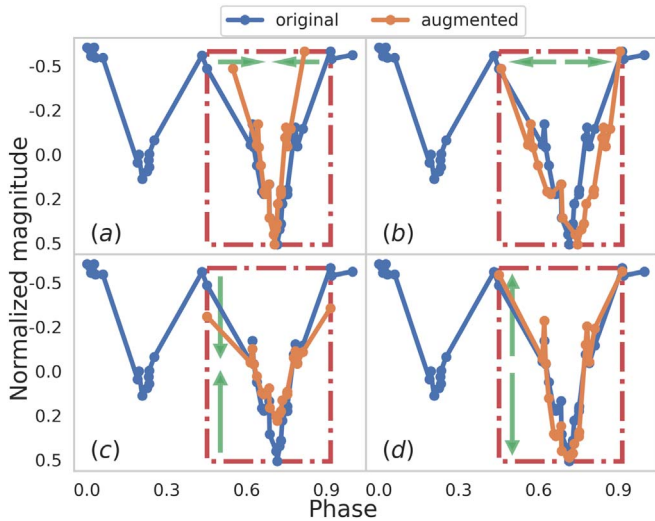 original augmented
Normalized magnitude
-0.5
-0.2
0.0
0.2
0.5
(a) (b)
-0.5
-0.2
0.0
0.2
0.5
(c) (d)
0.0 0.3 0.6 0.9 0.0 0.3 0.6 0.9
Phase